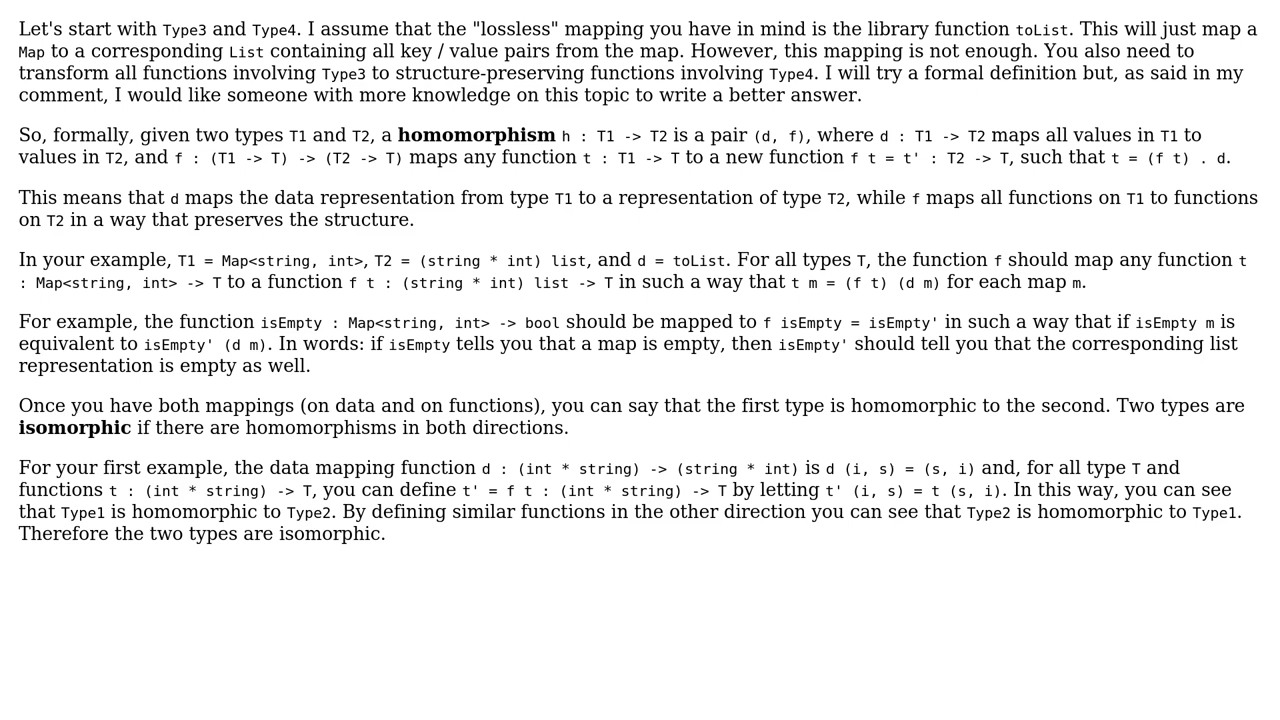 Let's start with Type3 and Type4. I assume that the "lossless" mapping you have in mind is the library function toList. This will just map a
Map to a corresponding List containing all key / value pairs from the map. However, this mapping is not enough. You also need to
transform all functions involving Type3 to structure-preserving functions involving Type4. I will try a formal definition but, as said in my
comment, I would like someone with more knowledge on this topic to write a better answer.
So, formally, given two types T1 and T2, a homomorphism h : T1 -> T2 is a pair (d, f), where d : T1 -> T2 maps all values in T1 to
values in T2, and f : (T1 -> T) -> (T2 -> T) maps any function t : T1 -> T to a new function f t = t' : T2 -> T, such that t = (f t) . d.
This means that d maps the data representation from type T1 to a representation of type T2, while f maps all functions on T1 to functions
on T2 in a way that preserves the structure.
In your example, T1 = Map<string, int>, T2 = (string * int) list, and d = toList. For all types T, the function f should map any function t
: Map<string, int> -> T to a function f t : (string * int) list -> T in such a way that t m = (f t) (d m) for each map m.
For example, the function isEmpty : Map<string, int> -> bool should be mapped to f isEmpty = isEmpty' in such a way that if isEmpty m is
equivalent to isEmpty' (d m). In words: if isEmpty tells you that a map is empty, then isEmpty' should tell you that the corresponding list
representation is empty as well.
Once you have both mappings (on data and on functions), you can say that the first type is homomorphic to the second. Two types are
isomorphic if there are homomorphisms in both directions.
For your first example, the data mapping function d : (int * string) -> (string * int) is d (i, s) = (s, i) and, for all type T and
functions t : (int * string) -> T, you can define t' = f t : (int * string) -> T by letting t' (i, s) = t (s, i). In this way, you can see
that Type1 is homomorphic to Type2. By defining similar functions in the other direction you can see that Type2 is homomorphic to Type1.
Therefore the two types are isomorphic.